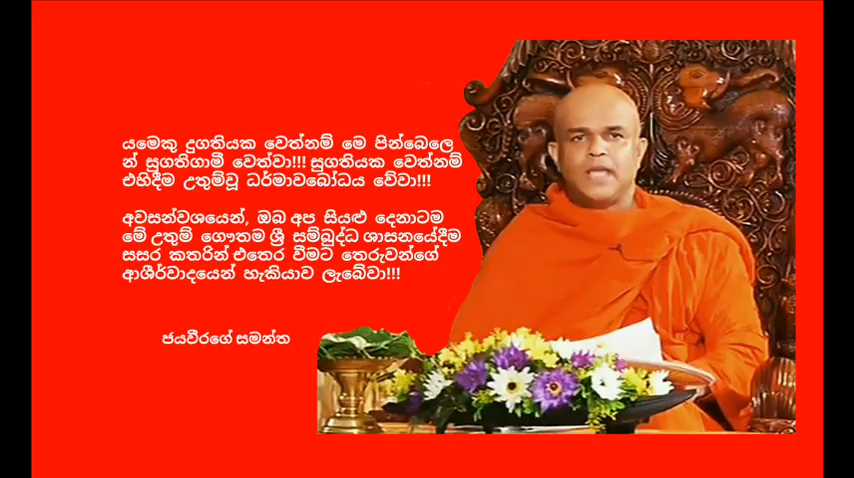 යමෙකු දුගතියක වෙත්නම් මෙ පින්බෙලෙ
න් සුගතිගාමී වෙත්වා!!! සුගතියක වෙත්නම්
එහිදීම උතුම්වූ ධර්මාවබෝධය වේවා!!!
අවසන්වශයෙන්, ඔබ අප සියළු දෙනාටම
මේ උතුම් ගෞතම ශ්‍රී සම්බුද්ධ ශාසනයේදීම
සසර කතරින් එතෙර වීමට තෙරුවන්ගේ
ආශීර්වාදයෙන් හැකියාව ලැබේවා!!!
ජයවීරගේ සමන්ත